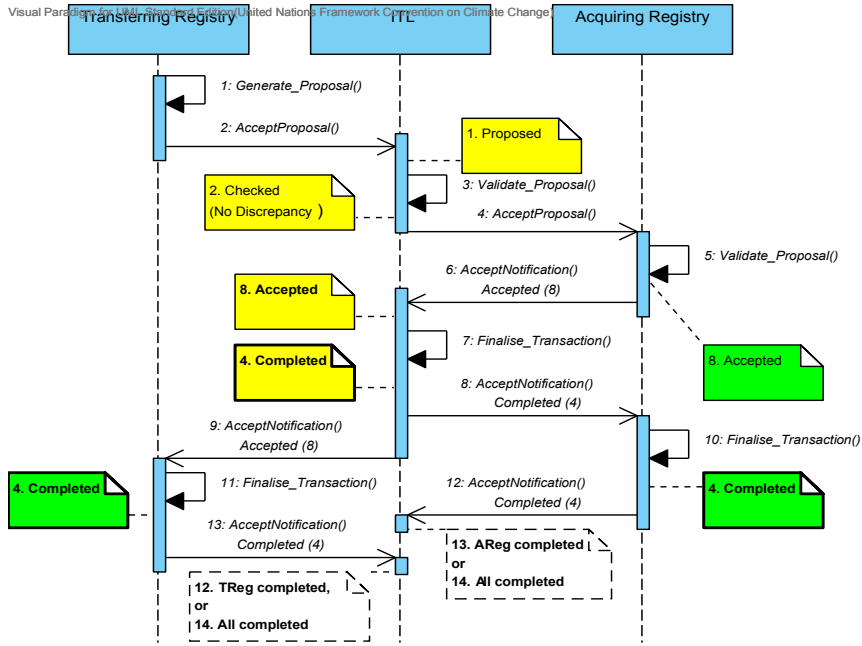 Visual Paradigm for UML Standard Edition(United Nations Framework Convention on Climate Change)
Transferring Registry
ITL
Acquiring Registry
1: Generate_Proposal()
2: AcceptProposal()
1. Proposed
3: Validate_Proposal()
2. Checked
(No Discrepancy )
4: AcceptProposal()
5: Validate_Proposal()
6: AcceptNotification()
Accepted (8)
8. Accepted
7: Finalise_Transaction()
8. Accepted
4. Completed
8: AcceptNotification()
Completed (4)
9: AcceptNotification()
Accepted (8)
10: Finalise_Transaction()
4. Completed
11: Finalise_Transaction()
12: AcceptNotification()
Completed (4)
4. Completed
13: AcceptNotification()
Completed (4)
13. AReg completed
or
14. All completed
12. TReg completed,
or
14. All completed